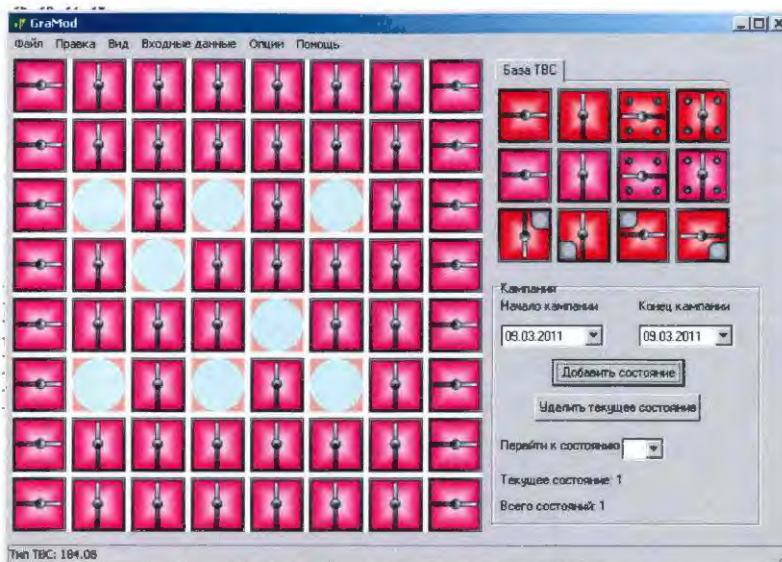 GraMod
Файл Правка Вид Входные данные Опции Помощь
База ТВС
Кампания
Начало кампании Конец кампании
09.03.2011 09.03.2011
Добавить состояние
Удалить текущее состояние
Перейти к состоянию
Текущее состояние: 1
Всего состояний: 1
Тип ТВС: 184.08